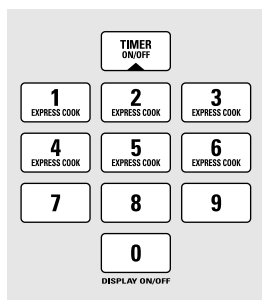 TIMER
ON/OFF
1 2 3
EXPRESS COOK EXPRESS COOK EXPRESS COOK
4 5 6
EXPRESS COOK EXPRESS COOK EXPRESS COOK
7 8 9
0
DISPLAY ON/OFF